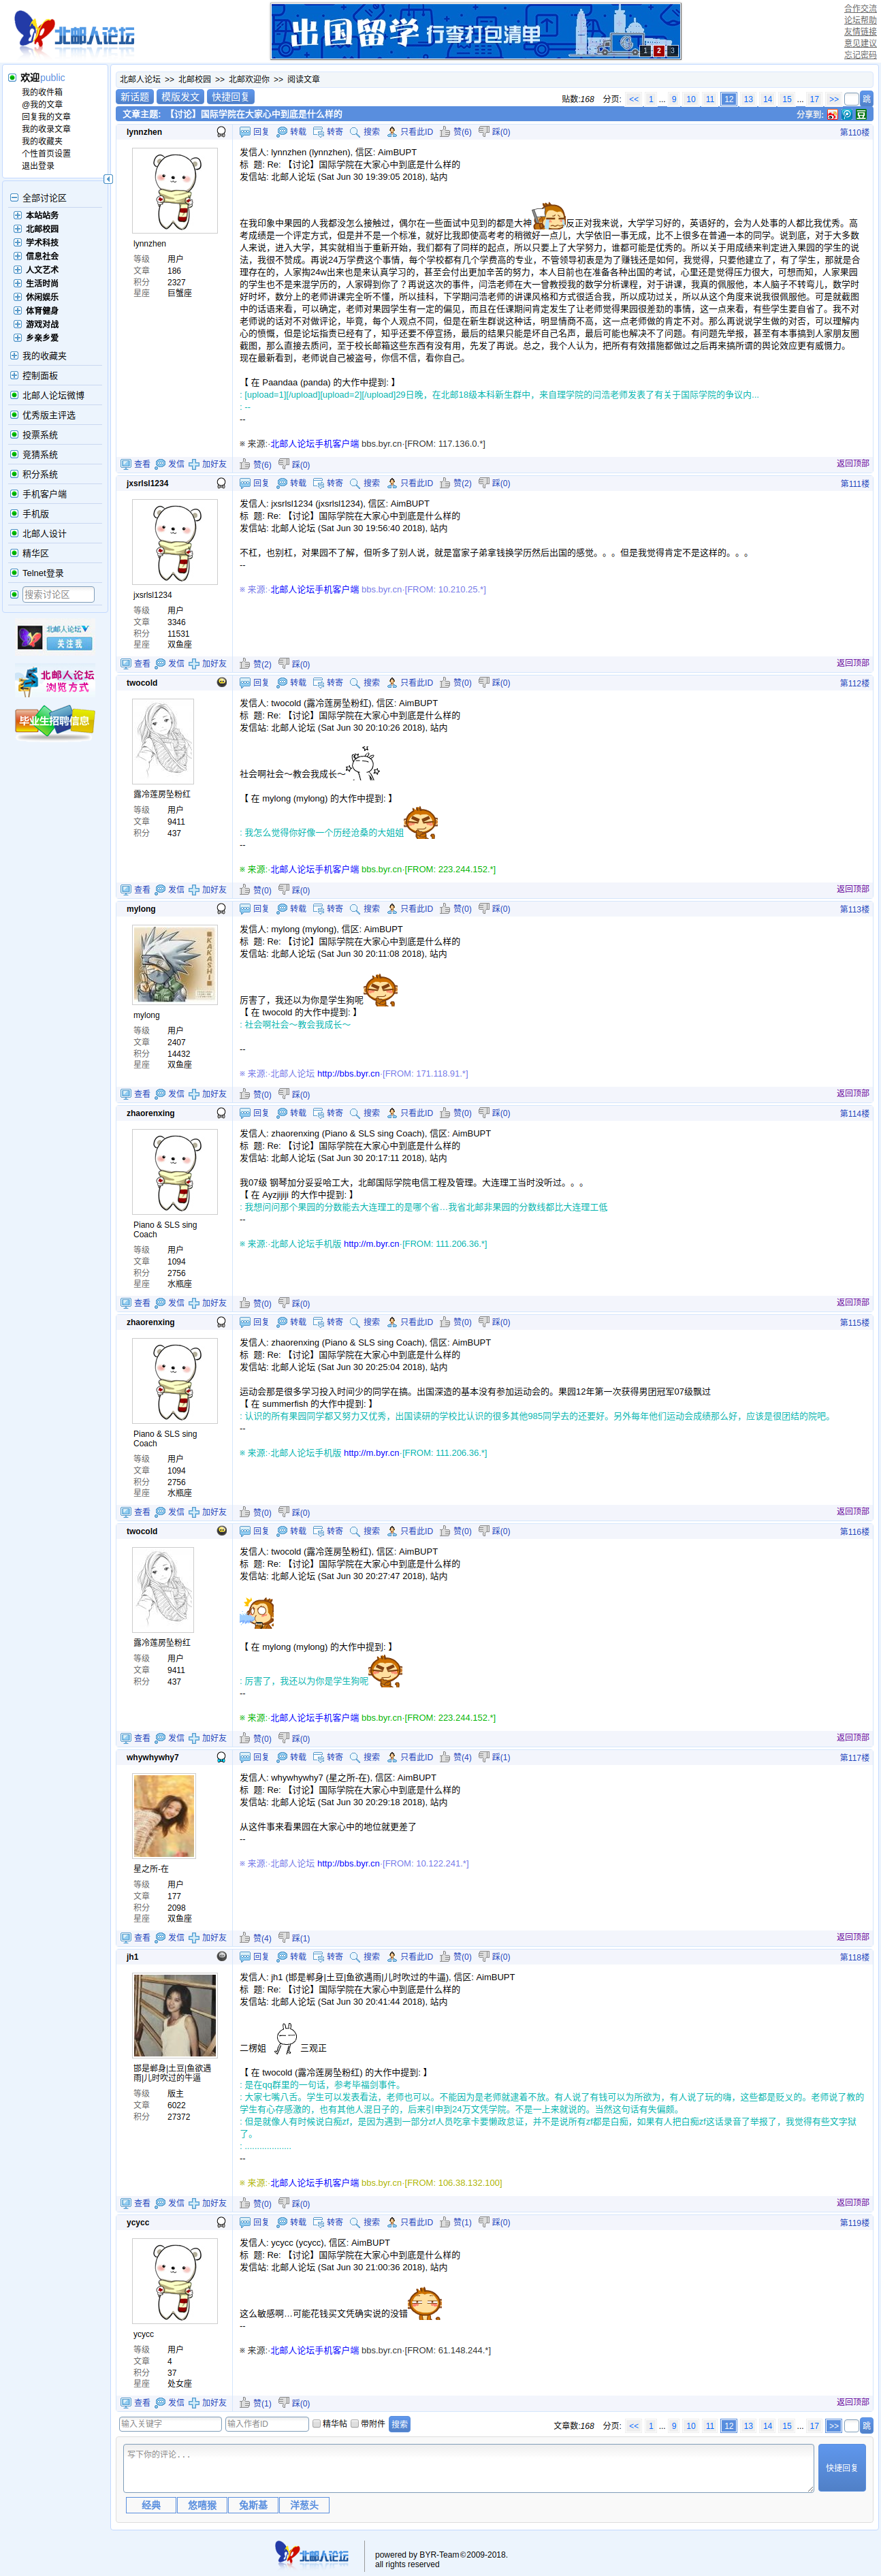 北邮人论坛
出国留学 行李打包清单
1 2 3
合作交流
论坛帮助
友情链接
意见建议
忘记密码
欢迎public
我的收件箱
@我的文章
回复我的文章
我的收录文章
我的收藏夹
个性首页设置
退出登录
全部讨论区
本站站务
北邮校园
学术科技
信息社会
人文艺术
生活时尚
休闲娱乐
体育健身
游戏对战
乡亲乡爱
我的收藏夹
控制面板
北邮人论坛微博
优秀版主评选
投票系统
竞猜系统
积分系统
手机客户端
手机版
北邮人设计
精华区
Telnet登录
搜索讨论区
北邮人论坛
关注我
北邮人论坛
浏览方式
毕业生招聘信息
北邮人论坛 >> 北邮校园 >> 北邮欢迎你 >> 阅读文章
新话题 模版发文 快捷回复
贴数:168 分页: << 1 ... 9 10 11 12 13 14 15 ... 17 >> 跳
文章主题: 【讨论】国际学院在大家心中到底是什么样的 分享到:
lynnzhen 回复 转载 转寄 搜索 只看此ID 赞(6) 踩(0) 第110楼
lynnzhen
等级 用户
文章 186
积分 2327
星座 巨蟹座
发信人: lynnzhen (lynnzhen), 信区: AimBUPT
标 题: Re: 【讨论】国际学院在大家心中到底是什么样的
发信站: 北邮人论坛 (Sat Jun 30 19:39:05 2018), 站内
在我印象中果园的人我都没怎么接触过，偶尔在一些面试中见到的都是大神反正对我来说，大学学习好的，英语好的，会为人处事的人都比我优秀。高考成绩是一个评定方式，但是并不是一个标准，就好比我即使高考考的稍微好一点儿，大学依旧一事无成，比不上很多在普通一本的同学。说到底，对于大多数人来说，进入大学，其实就相当于重新开始，我们都有了同样的起点，所以只要上了大学努力，谁都可能是优秀的。所以关于用成绩来判定进入果园的学生的说法，我很不赞成。再说24万学费这个事情，每个学校都有几个学费高的专业，不管领导初衷是为了赚钱还是如何，我觉得，只要他建立了，有了学生，那就是合理存在的，人家掏24w出来也是来认真学习的，甚至会付出更加辛苦的努力，本人目前也在准备各种出国的考试，心里还是觉得压力很大，可想而知，人家果园的学生也不是来混学历的，人家得到你了？再说这次的事件，闫浩老师在大一曾教授我的数学分析课程，对于讲课，我真的很佩服他，本人脑子不转弯儿，数学时好时坏，数分上的老师讲课完全听不懂，所以挂科，下学期闫浩老师的讲课风格和方式很适合我，所以成功过关，所以从这个角度来说我很佩服他。可是就截图中的话语来看，可以确定，老师对果园学生有一定的偏见，而且在任课期间肯定发生了让老师觉得果园很差劲的事情，这一点来看，有些学生要自省了。我不对老师说的话对不对做评论，毕竟，每个人观点不同，但是在新生群说这种话，明显情商不高，这一点老师做的肯定不对。那么再说说学生做的对否，可以理解内心的愤慨，但是论坛指责已经有了，知乎还要不停宣扬，最后的结果只能是坏自己名声，最后可能也解决不了问题。有问题先举报，甚至有本事搞到人家朋友圈截图，那么直接去质问，至于校长邮箱这些东西有没有用，先发了再说。总之，我个人认为，把所有有效措施都做过之后再来搞所谓的舆论效应更有威慑力。
现在最新看到，老师说自己被盗号，你信不信，看你自己。
【 在 Paandaa (panda) 的大作中提到: 】
: [upload=1][/upload][upload=2][/upload]29日晚，在北邮18级本科新生群中，来自理学院的闫浩老师发表了有关于国际学院的争议内...
: --
--
※ 来源:·北邮人论坛手机客户端 bbs.byr.cn·[FROM: 117.136.0.*]
查看 发信 加好友 赞(6) 踩(0) 返回顶部
jxsrlsl1234 回复 转载 转寄 搜索 只看此ID 赞(2) 踩(0) 第111楼
jxsrlsl1234
等级 用户
文章 3346
积分 11531
星座 双鱼座
发信人: jxsrlsl1234 (jxsrlsl1234), 信区: AimBUPT
标 题: Re: 【讨论】国际学院在大家心中到底是什么样的
发信站: 北邮人论坛 (Sat Jun 30 19:56:40 2018), 站内
不杠，也别杠，对果园不了解，但听多了别人说，就是富家子弟拿钱换学历然后出国的感觉。。。但是我觉得肯定不是这样的。。。
--
※ 来源:·北邮人论坛手机客户端 bbs.byr.cn·[FROM: 10.210.25.*]
查看 发信 加好友 赞(2) 踩(0) 返回顶部
twocold 回复 转载 转寄 搜索 只看此ID 赞(0) 踩(0) 第112楼
露冷莲房坠粉红
等级 用户
文章 9411
积分 437
发信人: twocold (露冷莲房坠粉红), 信区: AimBUPT
标 题: Re: 【讨论】国际学院在大家心中到底是什么样的
发信站: 北邮人论坛 (Sat Jun 30 20:10:26 2018), 站内
社会啊社会～教会我成长～
【 在 mylong (mylong) 的大作中提到: 】
: 我怎么觉得你好像一个历经沧桑的大姐姐
--
※ 来源:·北邮人论坛手机客户端 bbs.byr.cn·[FROM: 223.244.152.*]
查看 发信 加好友 赞(0) 踩(0) 返回顶部
mylong 回复 转载 转寄 搜索 只看此ID 赞(0) 踩(0) 第113楼
KAKASHI
mylong
等级 用户
文章 2407
积分 14432
星座 双鱼座
发信人: mylong (mylong), 信区: AimBUPT
标 题: Re: 【讨论】国际学院在大家心中到底是什么样的
发信站: 北邮人论坛 (Sat Jun 30 20:11:08 2018), 站内
厉害了，我还以为你是学生狗呢
【 在 twocold 的大作中提到: 】
: 社会啊社会～教会我成长～
--
※ 来源:·北邮人论坛 http://bbs.byr.cn·[FROM: 171.118.91.*]
查看 发信 加好友 赞(0) 踩(0) 返回顶部
zhaorenxing 回复 转载 转寄 搜索 只看此ID 赞(0) 踩(0) 第114楼
Piano & SLS sing Coach
等级 用户
文章 1094
积分 2756
星座 水瓶座
发信人: zhaorenxing (Piano & SLS sing Coach), 信区: AimBUPT
标 题: Re: 【讨论】国际学院在大家心中到底是什么样的
发信站: 北邮人论坛 (Sat Jun 30 20:17:11 2018), 站内
我07级 钢琴加分妥妥哈工大，北邮国际学院电信工程及管理。大连理工当时没听过。。。
【 在 Ayzjijiji 的大作中提到: 】
: 我想问问那个果园的分数能去大连理工的是哪个省…我省北邮非果园的分数线都比大连理工低
--
※ 来源:·北邮人论坛手机版 http://m.byr.cn·[FROM: 111.206.36.*]
查看 发信 加好友 赞(0) 踩(0) 返回顶部
zhaorenxing 回复 转载 转寄 搜索 只看此ID 赞(0) 踩(0) 第115楼
Piano & SLS sing Coach
等级 用户
文章 1094
积分 2756
星座 水瓶座
发信人: zhaorenxing (Piano & SLS sing Coach), 信区: AimBUPT
标 题: Re: 【讨论】国际学院在大家心中到底是什么样的
发信站: 北邮人论坛 (Sat Jun 30 20:25:04 2018), 站内
运动会那是很多学习投入时间少的同学在搞。出国深造的基本没有参加运动会的。果园12年第一次获得男团冠军07级飘过
【 在 summerfish 的大作中提到: 】
: 认识的所有果园同学都又努力又优秀，出国读研的学校比认识的很多其他985同学去的还要好。另外每年他们运动会成绩那么好，应该是很团结的院吧。
--
※ 来源:·北邮人论坛手机版 http://m.byr.cn·[FROM: 111.206.36.*]
查看 发信 加好友 赞(0) 踩(0) 返回顶部
twocold 回复 转载 转寄 搜索 只看此ID 赞(0) 踩(0) 第116楼
露冷莲房坠粉红
等级 用户
文章 9411
积分 437
发信人: twocold (露冷莲房坠粉红), 信区: AimBUPT
标 题: Re: 【讨论】国际学院在大家心中到底是什么样的
发信站: 北邮人论坛 (Sat Jun 30 20:27:47 2018), 站内
【 在 mylong (mylong) 的大作中提到: 】
: 厉害了，我还以为你是学生狗呢
--
※ 来源:·北邮人论坛手机客户端 bbs.byr.cn·[FROM: 223.244.152.*]
查看 发信 加好友 赞(0) 踩(0) 返回顶部
whywhywhy7 回复 转载 转寄 搜索 只看此ID 赞(4) 踩(1) 第117楼
星之所-在
等级 用户
文章 177
积分 2098
星座 双鱼座
发信人: whywhywhy7 (星之所-在), 信区: AimBUPT
标 题: Re: 【讨论】国际学院在大家心中到底是什么样的
发信站: 北邮人论坛 (Sat Jun 30 20:29:18 2018), 站内
从这件事来看果园在大家心中的地位就更差了
--
※ 来源:·北邮人论坛 http://bbs.byr.cn·[FROM: 10.122.241.*]
查看 发信 加好友 赞(4) 踩(1) 返回顶部
jh1 回复 转载 转寄 搜索 只看此ID 赞(0) 踩(0) 第118楼
邯是郸身|土豆|鱼欲遇雨|儿时吹过的牛逼
等级 版主
文章 6022
积分 27372
发信人: jh1 (邯是郸身|土豆|鱼欲遇雨|儿时吹过的牛逼), 信区: AimBUPT
标 题: Re: 【讨论】国际学院在大家心中到底是什么样的
发信站: 北邮人论坛 (Sat Jun 30 20:41:44 2018), 站内
二楞姐 三观正
【 在 twocold (露冷莲房坠粉红) 的大作中提到: 】
: 是在qq群里的一句话，参考毕福剑事件。
: 大家七嘴八舌。学生可以发表看法，老师也可以。不能因为是老师就逮着不放。有人说了有钱可以为所欲为，有人说了玩的嗨，这些都是贬义的。老师说了教的学生有心存感激的，也有其他人混日子的，后来引申到24万文凭学院。不是一上来就说的。当然这句话有失偏颇。
: 但是就像人有时候说白痴zf，是因为遇到一部分zf人员吃拿卡要懒政怠证，并不是说所有zf都是白痴，如果有人把白痴zf这话录音了举报了，我觉得有些文字狱了。
: ...................
--
※ 来源:·北邮人论坛手机客户端 bbs.byr.cn·[FROM: 106.38.132.100]
查看 发信 加好友 赞(0) 踩(0) 返回顶部
ycycc 回复 转载 转寄 搜索 只看此ID 赞(1) 踩(0) 第119楼
ycycc
等级 用户
文章 4
积分 37
星座 处女座
发信人: ycycc (ycycc), 信区: AimBUPT
标 题: Re: 【讨论】国际学院在大家心中到底是什么样的
发信站: 北邮人论坛 (Sat Jun 30 21:00:36 2018), 站内
这么敏感啊…可能花钱买文凭确实说的没错
--
※ 来源:·北邮人论坛手机客户端 bbs.byr.cn·[FROM: 61.148.244.*]
查看 发信 加好友 赞(1) 踩(0) 返回顶部
输入关键字 输入作者ID 精华帖 带附件 搜索 文章数:168 分页: << 1 ... 9 10 11 12 13 14 15 ... 17 >> 跳
写下你的评论...
快捷回复
经典 悠嘻猴 兔斯基 洋葱头
北邮人论坛
powered by BYR-Team©2009-2018.
all rights reserved